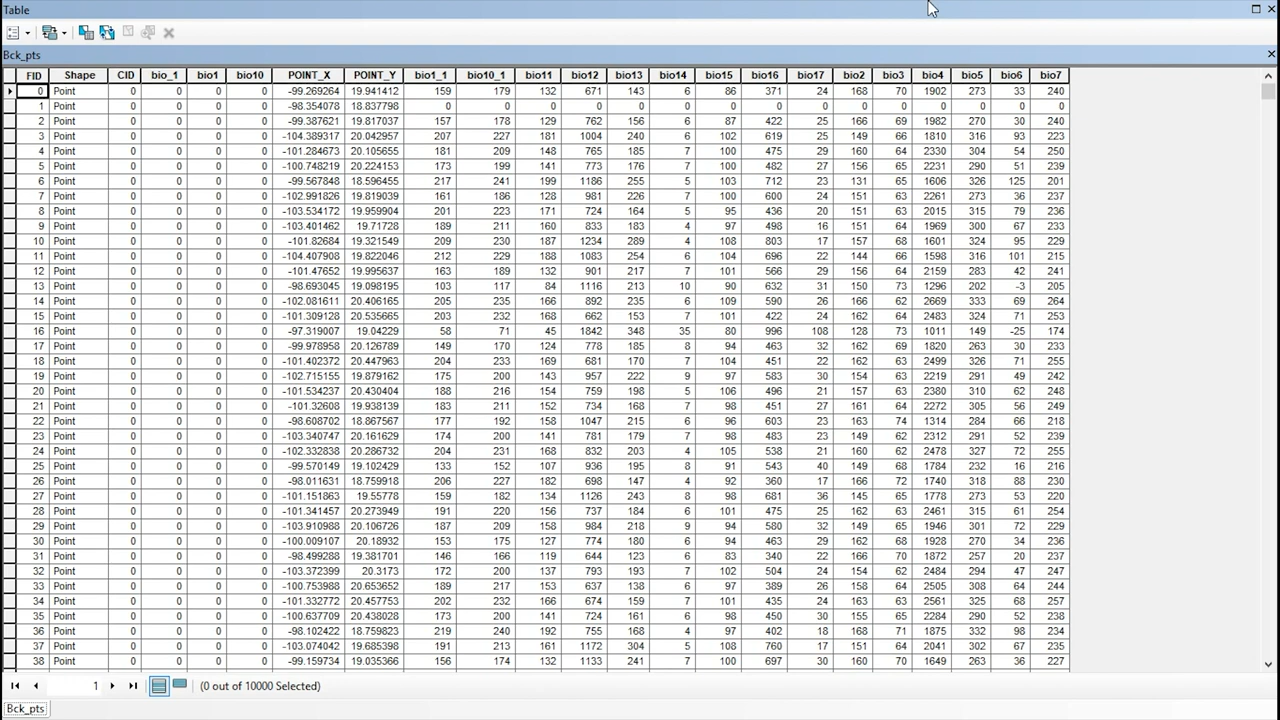 Table
Bck_pts
FID Shape CID bio_1 bio1 bio10 POINT_X POINT_Y bio1_1 bio10_1 bio11 bio12 bio13 bio14 bio15 bio16 bio17 bio2 bio3 bio4 bio5 bio6 bio7
0 Point 0 0 0 0 -99.269264 19.941412 159 179 132 671 143 6 86 371 24 168 70 1902 273 33 240
1 Point 0 0 0 0 -98.354078 18.837798 0 0 0 0 0 0 0 0 0 0 0 0 0 0 0
2 Point 0 0 0 0 -99.387621 19.817037 157 178 129 762 156 6 87 422 25 166 69 1982 270 30 240
3 Point 0 0 0 0 -104.389317 20.042957 207 227 181 1004 240 6 102 619 25 149 66 1810 316 93 223
4 Point 0 0 0 0 -101.284673 20.105655 181 209 148 765 185 7 100 475 29 160 64 2330 304 54 250
5 Point 0 0 0 0 -100.748219 20.224153 173 199 141 773 176 7 100 482 27 156 65 2231 290 51 239
6 Point 0 0 0 0 -99.567848 18.596455 217 241 199 1186 255 5 103 712 23 131 65 1606 326 125 201
7 Point 0 0 0 0 -102.991826 19.819039 161 186 128 981 226 7 100 600 24 151 63 2261 273 36 237
8 Point 0 0 0 0 -103.534172 19.959904 201 223 171 724 164 5 95 436 20 151 63 2015 315 79 236
9 Point 0 0 0 0 -103.401462 19.71728 189 211 160 833 183 4 97 498 16 151 64 1969 300 67 233
10 Point 0 0 0 0 -101.82684 19.321549 209 230 187 1234 289 4 108 803 17 157 68 1601 324 95 229
11 Point 0 0 0 0 -104.407908 19.822046 212 229 188 1083 254 6 104 696 22 144 66 1598 316 101 215
12 Point 0 0 0 0 -101.47652 19.995637 163 189 132 901 217 7 101 566 29 156 64 2159 283 42 241
13 Point 0 0 0 0 -98.693045 19.098195 103 117 84 1116 213 10 90 632 31 150 73 1296 202 -3 205
14 Point 0 0 0 0 -102.081611 20.406165 205 235 166 892 235 6 109 590 26 166 62 2669 333 69 264
15 Point 0 0 0 0 -101.309128 20.535665 203 232 168 662 153 7 101 422 24 162 64 2483 324 71 253
16 Point 0 0 0 0 -97.319007 19.04229 58 71 45 1842 348 35 80 996 108 128 73 1011 149 -25 174
17 Point 0 0 0 0 -99.978958 20.126789 149 170 124 778 185 8 94 463 32 162 69 1820 263 30 233
18 Point 0 0 0 0 -101.402372 20.447963 204 233 169 681 170 7 104 451 22 162 63 2499 326 71 255
19 Point 0 0 0 0 -102.715155 19.879162 175 200 143 957 222 9 97 583 30 154 63 2219 291 49 242
20 Point 0 0 0 0 -101.534237 20.430404 188 216 154 759 198 5 106 496 21 157 63 2380 310 62 248
21 Point 0 0 0 0 -101.32608 19.938139 183 211 152 734 168 7 98 451 27 161 64 2272 305 56 249
22 Point 0 0 0 0 -98.608702 18.867567 177 192 158 1047 215 6 96 603 23 163 74 1314 284 66 218
23 Point 0 0 0 0 -103.340747 20.161629 174 200 141 781 179 7 98 483 23 149 62 2312 291 52 239
24 Point 0 0 0 0 -102.332838 20.286732 204 231 168 832 203 4 105 538 21 160 62 2478 327 72 255
25 Point 0 0 0 0 -99.570149 19.102429 133 152 107 936 195 8 91 543 40 149 68 1784 232 16 216
26 Point 0 0 0 0 -98.011631 18.759918 206 227 182 698 147 4 92 360 17 166 72 1740 318 88 230
27 Point 0 0 0 0 -101.151863 19.55778 159 182 134 1126 243 8 98 681 36 145 65 1778 273 53 220
28 Point 0 0 0 0 -101.341457 20.273949 191 220 156 737 184 6 101 475 25 162 63 2461 315 61 254
29 Point 0 0 0 0 -103.910988 20.106726 187 209 158 984 218 9 94 580 32 149 65 1946 301 72 229
30 Point 0 0 0 0 -100.009107 20.18932 153 175 127 774 180 6 94 463 29 162 68 1928 270 34 236
31 Point 0 0 0 0 -98.499288 19.381701 146 166 119 644 123 6 83 340 22 166 70 1872 257 20 237
32 Point 0 0 0 0 -103.372399 20.3173 172 200 137 793 193 7 102 504 24 154 62 2484 294 47 247
33 Point 0 0 0 0 -100.753988 20.653652 189 217 153 637 138 6 97 389 26 158 64 2505 308 64 244
34 Point 0 0 0 0 -101.332772 20.457753 202 232 166 674 159 7 101 435 24 163 63 2561 325 68 257
35 Point 0 0 0 0 -100.637709 20.438028 173 200 141 724 161 6 98 450 30 155 65 2284 290 52 238
36 Point 0 0 0 0 -98.102422 18.759823 219 240 192 755 168 4 97 402 18 168 71 1875 332 98 234
37 Point 0 0 0 0 -103.074042 19.685398 191 213 161 1172 304 5 108 760 17 151 64 2041 302 67 235
38 Point 0 0 0 0 -99.159734 19.035366 156 174 132 1133 241 7 100 697 30 160 70 1649 263 36 227
1 (0 out of 10000 Selected)
Bck_pts